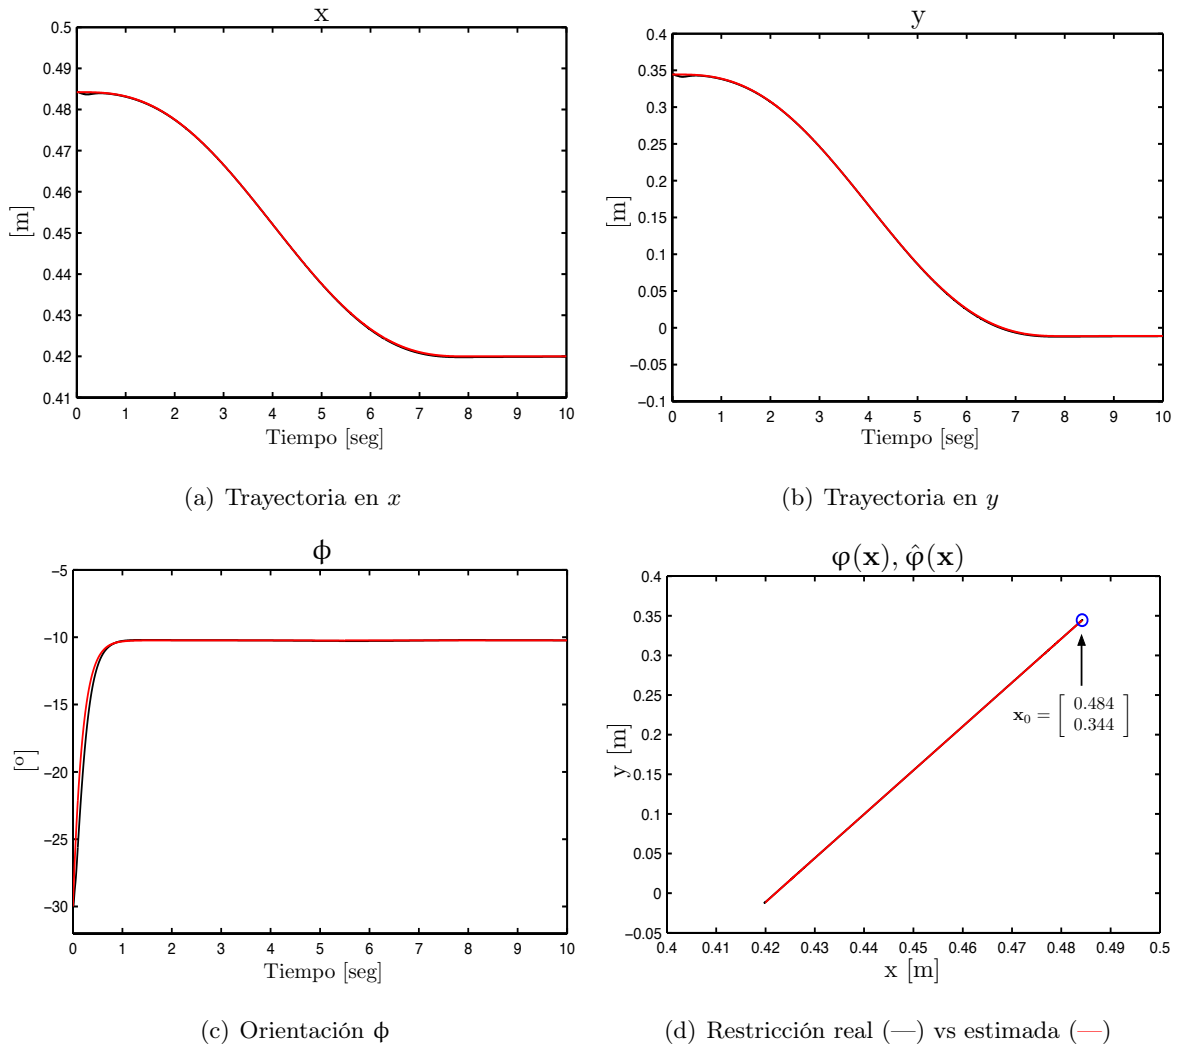 x
0.5
0.49
0.48
0.47
0.46
0.45
0.44
0.43
0.42
0.41
[m]
0 1 2 3 4 5 6 7 8 9 10
Tiempo [seg]
(a) Trayectoria en x
y
0.4
0.35
0.3
0.25
0.2
0.15
0.1
0.05
0
−0.05
−0.1
[m]
0 1 2 3 4 5 6 7 8 9 10
Tiempo [seg]
(b) Trayectoria en y
ϕ
−5
−10
−15
−20
−25
−30
[º]
0 1 2 3 4 5 6 7 8 9 10
Tiempo [seg]
(c) Orientación ϕ
φ(x), φ̂(x)
0.4
0.35
0.3
0.25
0.2
0.15
0.1
0.05
0
−0.05
y [m]
x₀ = [ 0.484
0.344 ]
0.4 0.41 0.42 0.43 0.44 0.45 0.46 0.47 0.48 0.49 0.5
x [m]
(d) Restricción real (—) vs estimada (—)